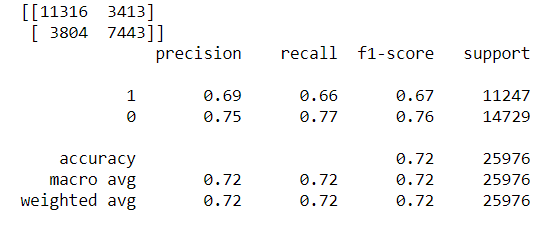 [[11316 3413]
[ 3804 7443]]
precision recall f1-score support
1 0.69 0.66 0.67 11247
0 0.75 0.77 0.76 14729
accuracy 0.72 25976
macro avg 0.72 0.72 0.72 25976
weighted avg 0.72 0.72 0.72 25976